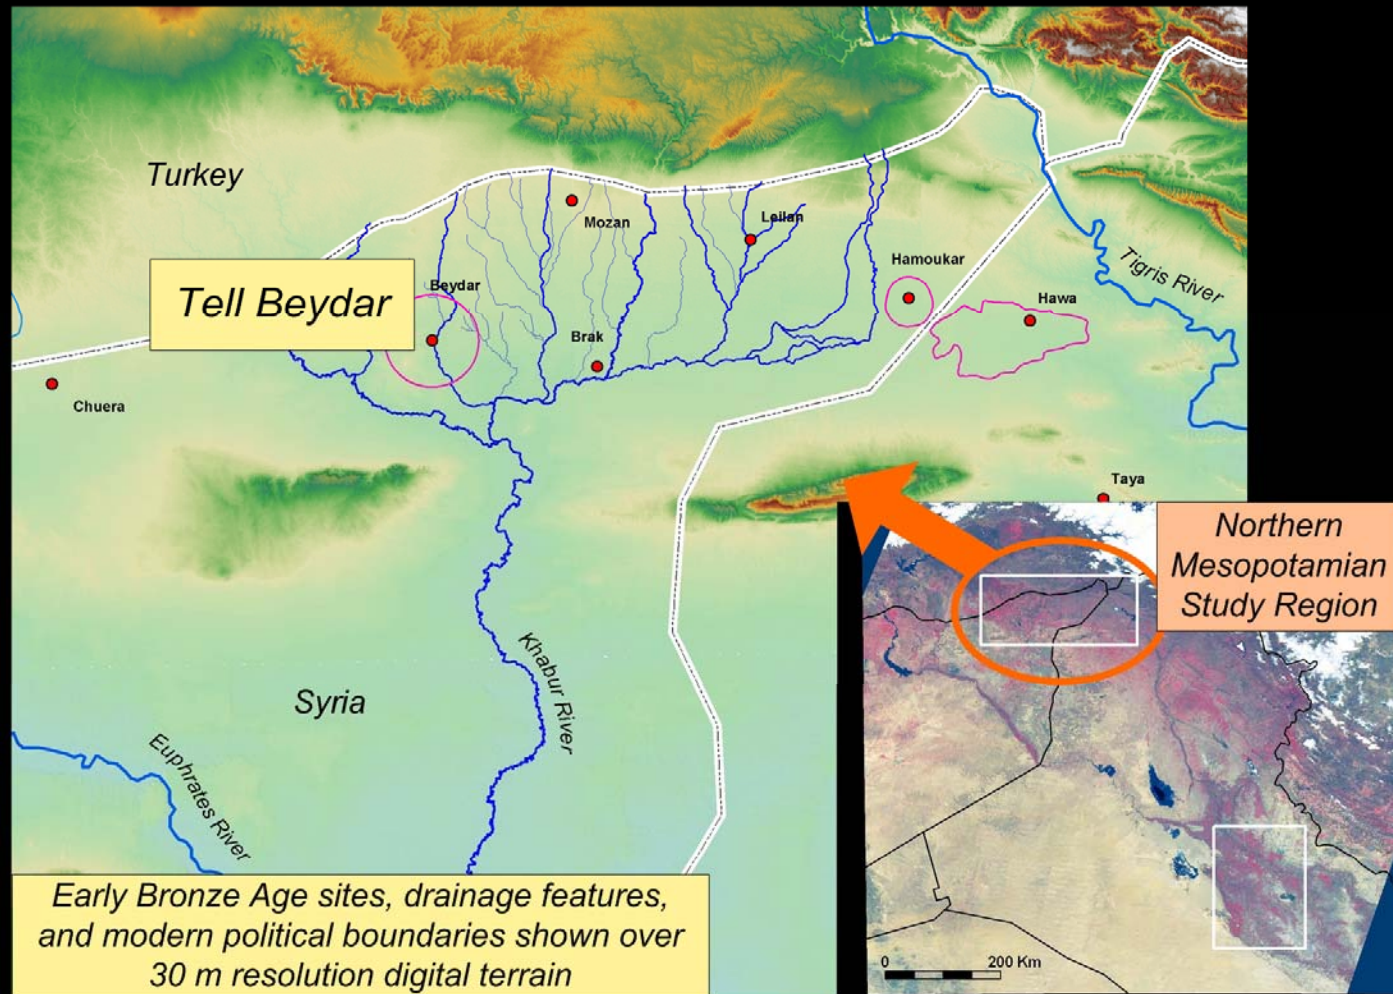 Turkey
Mozan
Leilan
Hamoukar
Tigris River
Tell Beydar
Beydar
Hawa
Brak
Chuera
Taya
Northern
Mesopotamian
Study Region
Khabur River
Syria
Euphrates River
Early Bronze Age sites, drainage features,
and modern political boundaries shown over
30 m resolution digital terrain
0 200 Km